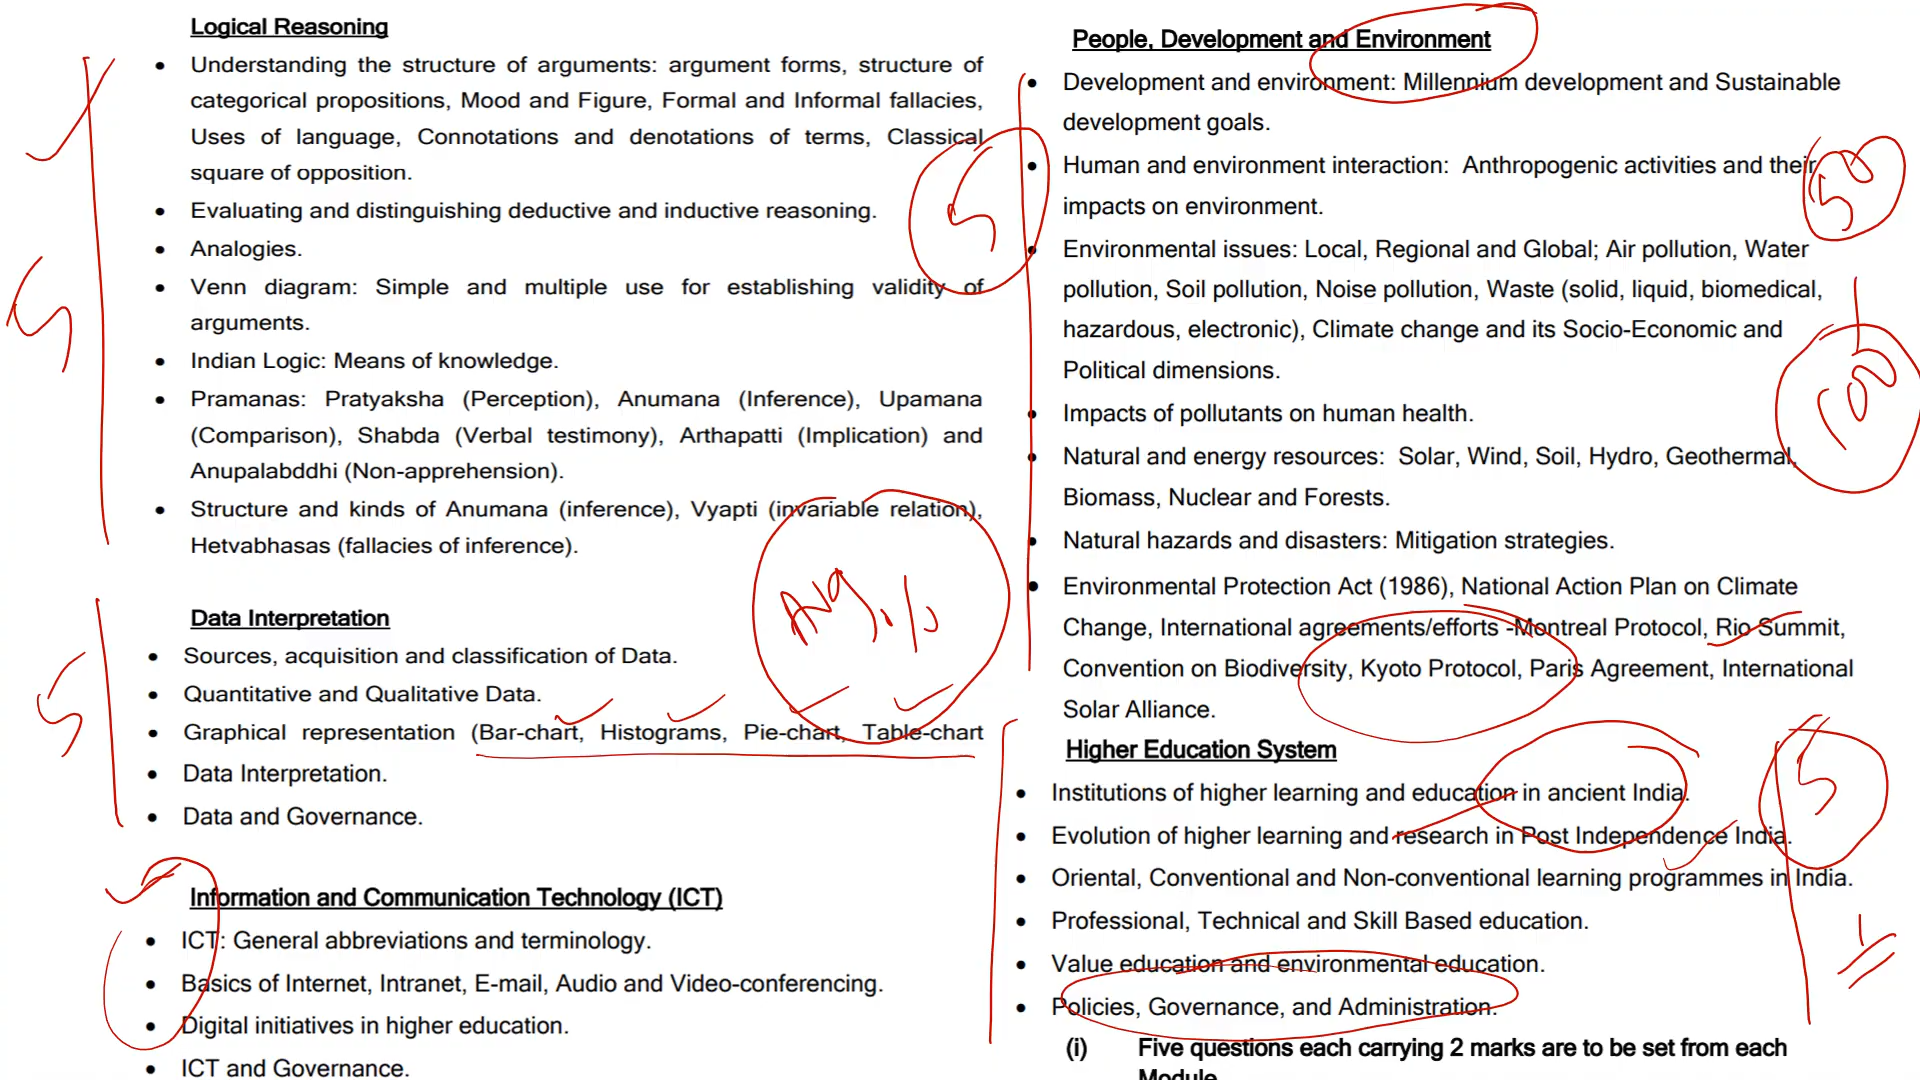 Logical Reasoning
• Understanding the structure of arguments: argument forms, structure of
categorical propositions, Mood and Figure, Formal and Informal fallacies,
Uses of language, Connotations and denotations of terms, Classical
square of opposition.
• Evaluating and distinguishing deductive and inductive reasoning.
• Analogies.
• Venn diagram: Simple and multiple use for establishing validity of
arguments.
• Indian Logic: Means of knowledge.
• Pramanas: Pratyaksha (Perception), Anumana (Inference), Upamana
(Comparison), Shabda (Verbal testimony), Arthapatti (Implication) and
Anupalabddhi (Non-apprehension).
• Structure and kinds of Anumana (inference), Vyapti (invariable relation),
Hetvabhasas (fallacies of inference).
5
5
Data Interpretation
• Sources, acquisition and classification of Data.
• Quantitative and Qualitative Data.
• Graphical representation (Bar-chart, Histograms, Pie-chart, Table-chart
• Data Interpretation.
• Data and Governance.
5
Information and Communication Technology (ICT)
• ICT: General abbreviations and terminology.
• Basics of Internet, Intranet, E-mail, Audio and Video-conferencing.
• Digital initiatives in higher education.
• ICT and Governance.
People, Development and Environment
• Development and environment: Millennium development and Sustainable
development goals.
• Human and environment interaction: Anthropogenic activities and their
impacts on environment.
• Environmental issues: Local, Regional and Global; Air pollution, Water
pollution, Soil pollution, Noise pollution, Waste (solid, liquid, biomedical,
hazardous, electronic), Climate change and its Socio-Economic and
Political dimensions.
• Impacts of pollutants on human health.
• Natural and energy resources: Solar, Wind, Soil, Hydro, Geothermal,
Biomass, Nuclear and Forests.
• Natural hazards and disasters: Mitigation strategies.
• Environmental Protection Act (1986), National Action Plan on Climate
Change, International agreements/efforts -Montreal Protocol, Rio Summit,
Convention on Biodiversity, Kyoto Protocol, Paris Agreement, International
Solar Alliance.
50
100
Higher Education System
• Institutions of higher learning and education in ancient India.
• Evolution of higher learning and research in Post Independence India.
• Oriental, Conventional and Non-conventional learning programmes in India.
• Professional, Technical and Skill Based education.
• Value education and environmental education.
• Policies, Governance, and Administration.
5
(i) Five questions each carrying 2 marks are to be set from each